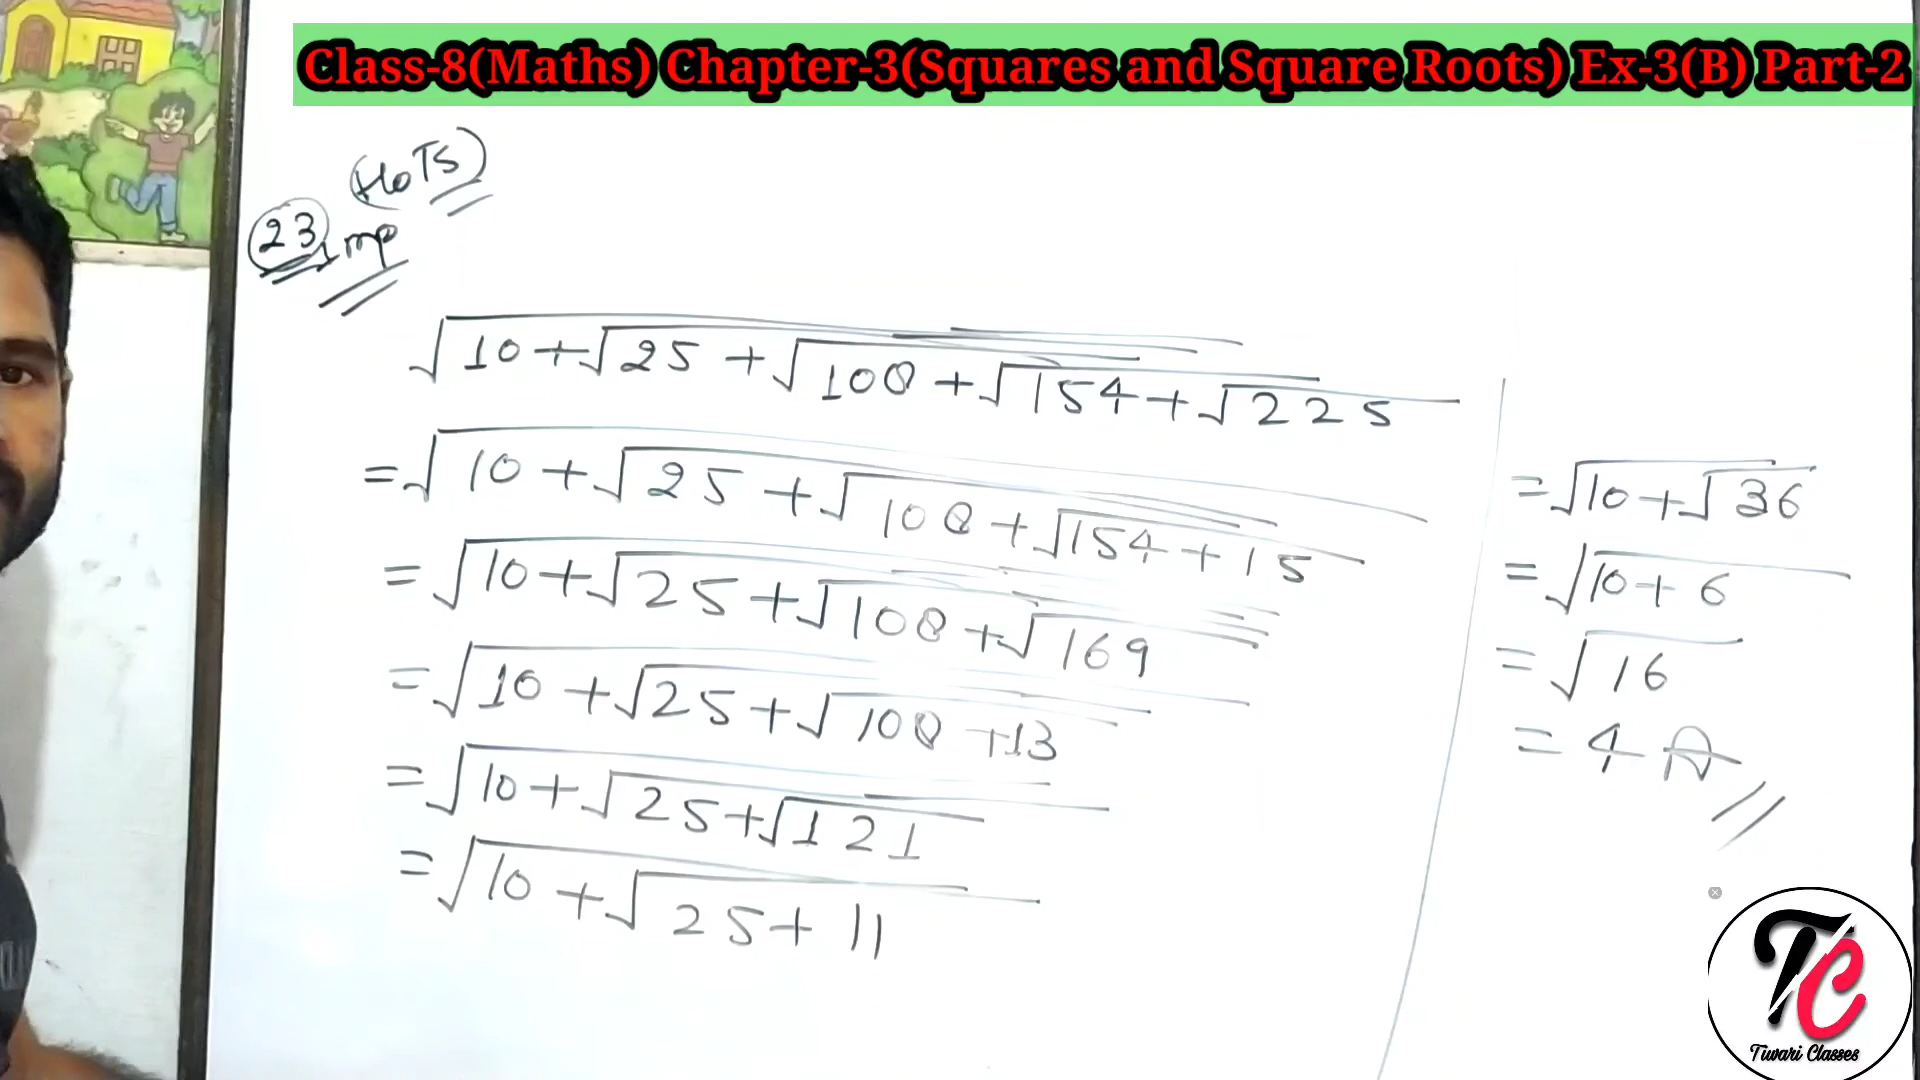 Class-8(Maths) Chapter-3(Squares and Square Roots) Ex-3(B) Part-2
(HOTS)
23 Imp
√10+√25+√108+√154+√225
=√10+√25+√108+√154+15
=√10+√25+√108+√169
=√10+√25+√108+13
=√10+√25+√121
=√10+√25+11
=√10+√36
=√10+6
=√16
=4 A
TC
Tiwari Classes